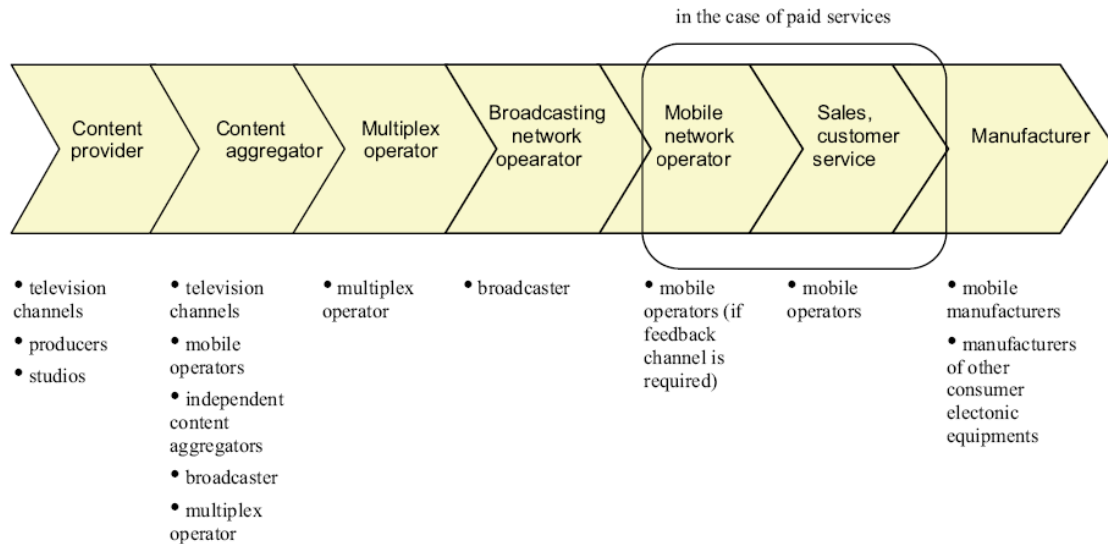 in the case of paid services
Content
provider
Content
aggregator
Multiplex
operator
Broadcasting
network
opearator
Mobile
network
operator
Sales,
customer
service
Manufacturer
• television
channels
• producers
• studios
• television
channels
• mobile
operators
• independent
content
aggregators
• broadcaster
• multiplex
operator
• multiplex
operator
• broadcaster
• mobile
operators (if
feedback
channel is
required)
• mobile
operators
• mobile
manufacturers
• manufacturers
of other
consumer
electonic
equipments